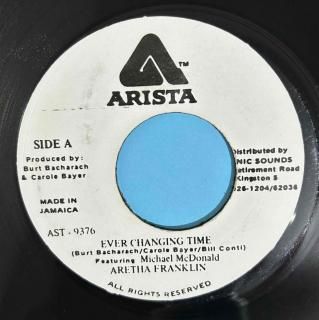 TM
ARISTA
SIDE A
Produced by:
Burt Bacharach
& Carole Bayer
Distributed by
NIC SOUNDS
Retirement Road
Kingston 5
926-1204/62036
MADE IN
JAMAICA
AST - 9376
EVER CHANGING TIME
(Burt Bacharach/Carole Bayer/Bill Conti)
Featuring Michael McDonald
ARETHA FRANKLIN
ALL RIGHTS RESERVED